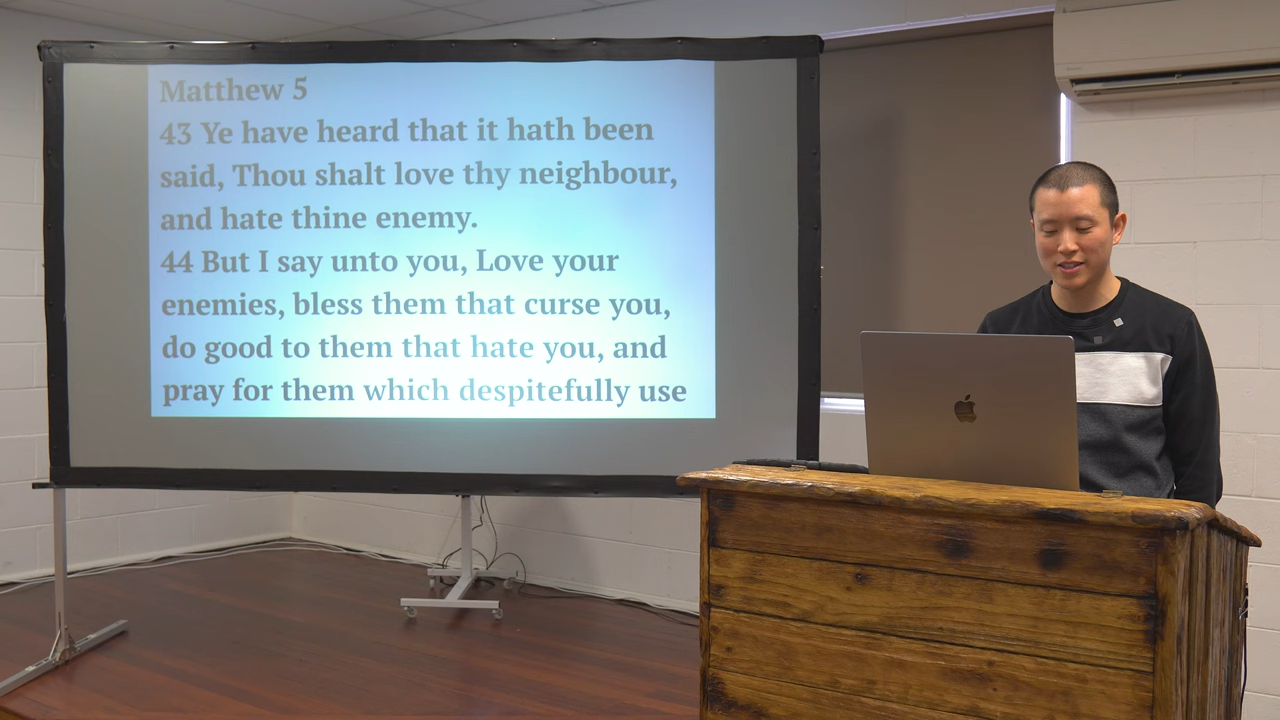 Matthew 5
43 Ye have heard that it hath been
said, Thou shalt love thy neighbour,
and hate thine enemy.
44 But I say unto you, Love your
enemies, bless them that curse you,
do good to them that hate you, and
pray for them which despitefully use